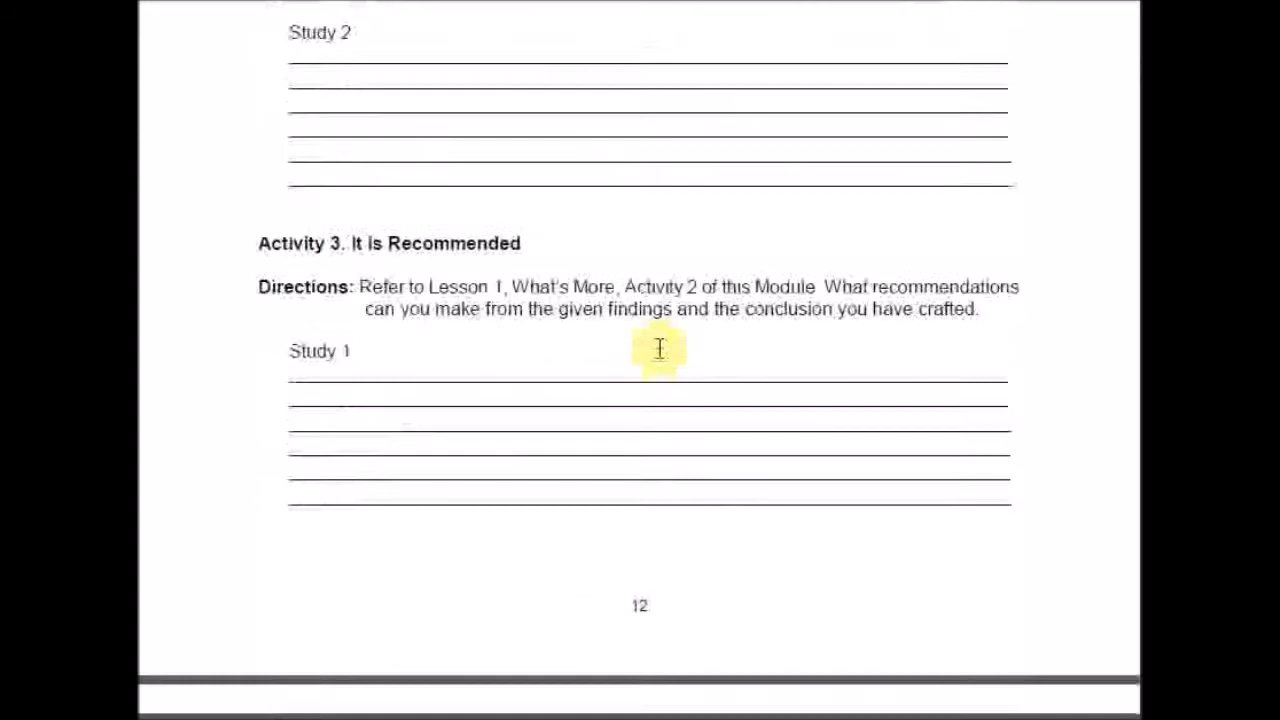 Study 2
Activity 3. It is Recommended
Directions: Refer to Lesson 1, What's More, Activity 2 of this Module What recommendations
can you make from the given findings and the conclusion you have crafted.
Study 1
12